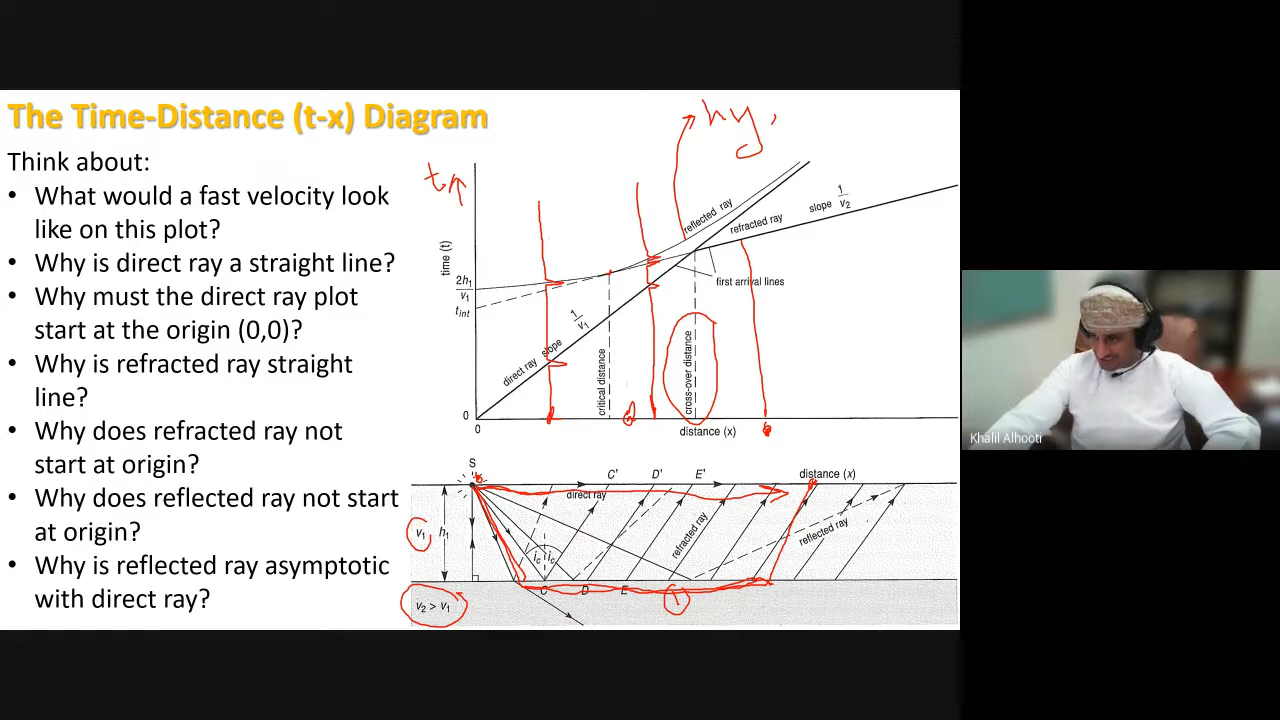 The Time-Distance (t-x) Diagram
Think about:
• What would a fast velocity look
like on this plot?
• Why is direct ray a straight line?
• Why must the direct ray plot
start at the origin (0,0)?
• Why is refracted ray straight
line?
• Why does refracted ray not
start at origin?
• Why does reflected ray not start
at origin?
• Why is reflected ray asymptotic
with direct ray?
hy,
t
time (t)
2h₁
v₁
t_int
0
0
direct ray slope 1/v₁
critical distance
cross-over distance
reflected ray
refracted ray
slope 1/v₂
first arrival lines
distance (x)
S
C' D' E' distance (x)
direct ray
v₁ h₁
i_c i_c
refracted ray
reflected ray
C D E 1
v₂ > v₁
Khalil Alhooti